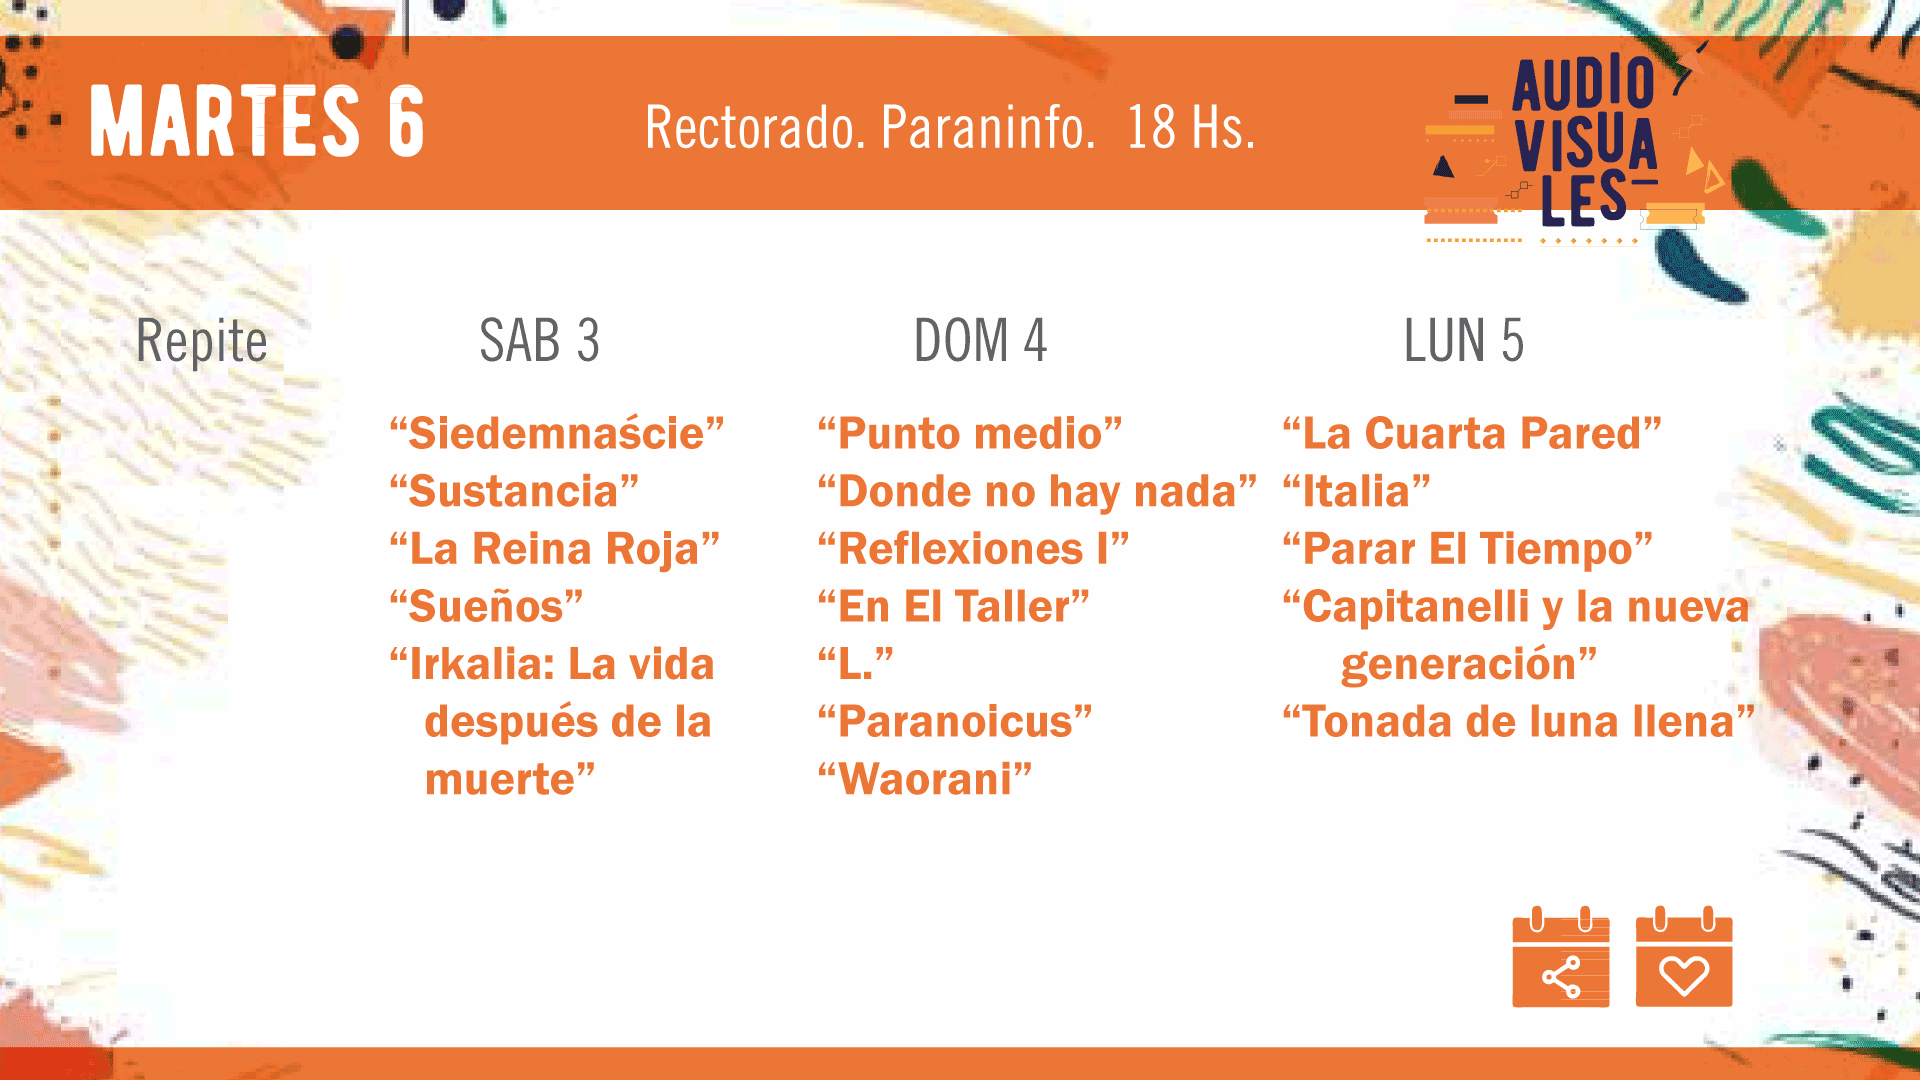 MARTES 6
Rectorado. Paraninfo. 18 Hs.
AUDIO
VISUA
LES
Repite
SAB 3
“Siedemnaście”
“Sustancia”
“La Reina Roja”
“Sueños”
“Irkalia: La vida
después de la
muerte”
DOM 4
“Punto medio”
“Donde no hay nada”
“Reflexiones I”
“En El Taller”
“L.”
“Paranoicus”
“Waorani”
LUN 5
“La Cuarta Pared”
“Italia”
“Parar El Tiempo”
“Capitanelli y la nueva
generación”
“Tonada de luna llena”